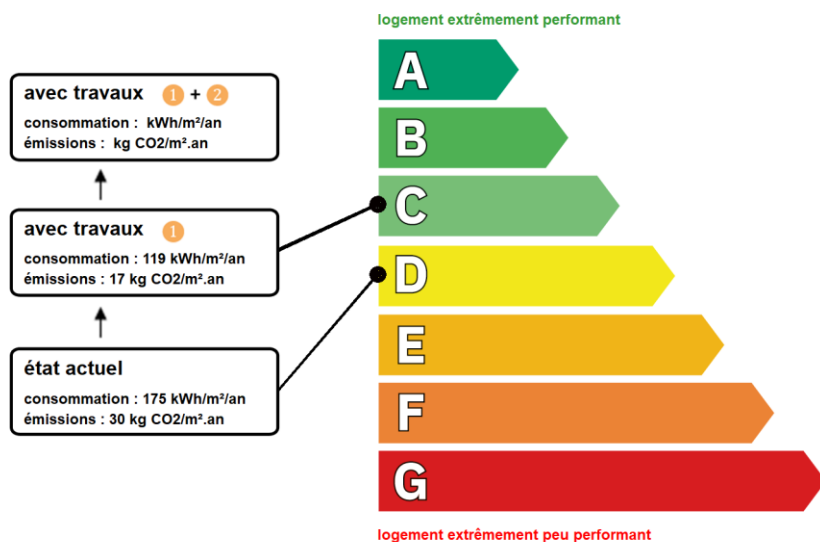 logement extrêmement performant
A
B
C
D
E
F
G
logement extrêmement peu performant
avec travaux 1 + 2
consommation : kWh/m²/an
émissions : kg CO2/m².an
avec travaux 1
consommation : 119 kWh/m²/an
émissions : 17 kg CO2/m².an
état actuel
consommation : 175 kWh/m²/an
émissions : 30 kg CO2/m².an